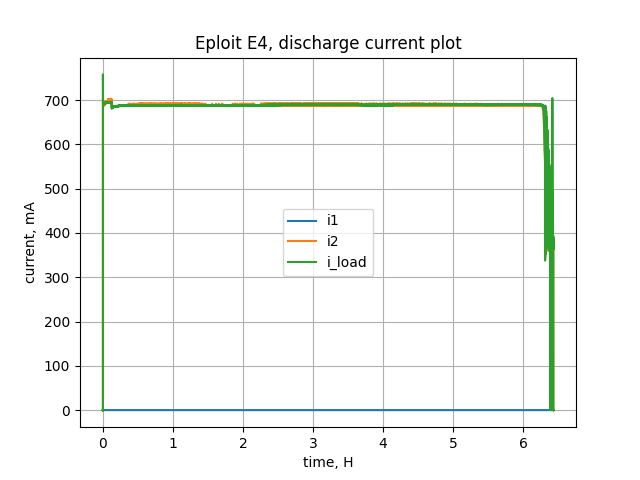 Eploit E4, discharge current plot
700
600
500
400
300
200
100
0
current, mA
i1
i2
i_load
0 1 2 3 4 5 6
time, H